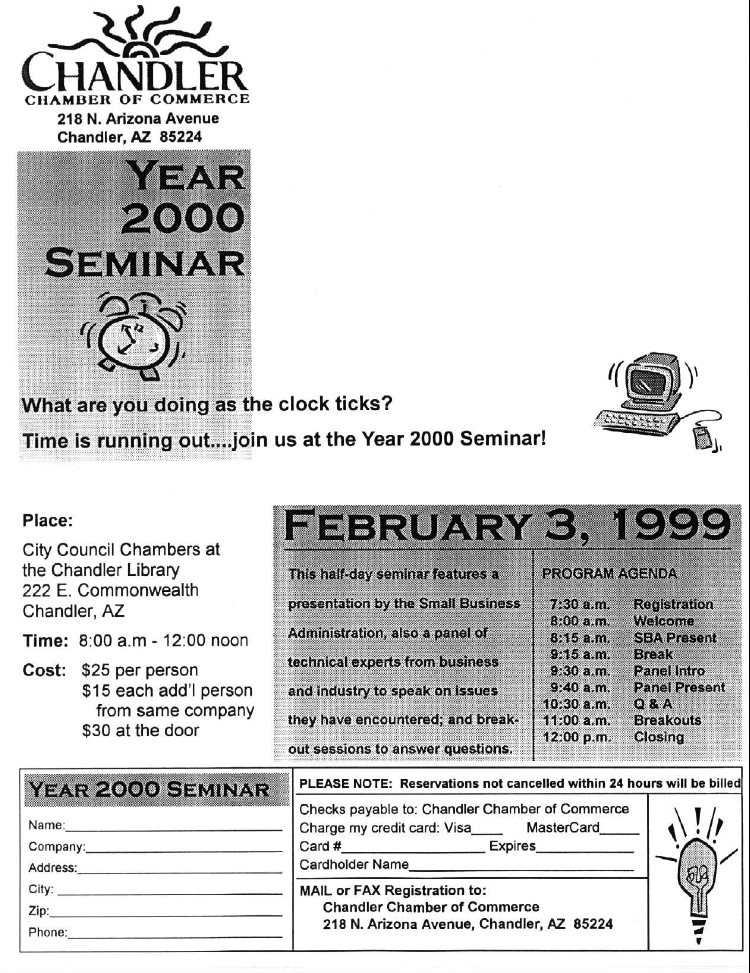 CHANDLER
CHAMBER OF COMMERCE
218 N. Arizona Avenue
Chandler, AZ 85224
YEAR
2000
SEMINAR
What are you doing as the clock ticks?
Time is running out....join us at the Year 2000 Seminar!
Place:
City Council Chambers at
the Chandler Library
222 E. Commonwealth
Chandler, AZ
Time: 8:00 a.m - 12:00 noon
Cost: $25 per person
$15 each add'l person
from same company
$30 at the door
FEBRUARY 3, 1999
This half-day seminar features a
presentation by the Small Business
Administration, also a panel of
technical experts from business
and industry to speak on issues
they have encountered; and break-
out sessions to answer questions.
PROGRAM AGENDA
7:30 a.m. Registration
8:00 a.m. Welcome
8:15 a.m. SBA Present
9:15 a.m. Break
9:30 a.m. Panel Intro
9:40 a.m. Panel Present
10:30 a.m. Q & A
11:00 a.m. Breakouts
12:00 p.m. Closing
YEAR 2000 SEMINAR
Name:
Company:
Address:
City:
Zip:
Phone:
PLEASE NOTE: Reservations not cancelled within 24 hours will be billed
Checks payable to: Chandler Chamber of Commerce
Charge my credit card: Visa____ MasterCard______
Card #______________________ Expires_______________
Cardholder Name___________________________________
MAIL or FAX Registration to:
Chandler Chamber of Commerce
218 N. Arizona Avenue, Chandler, AZ 85224